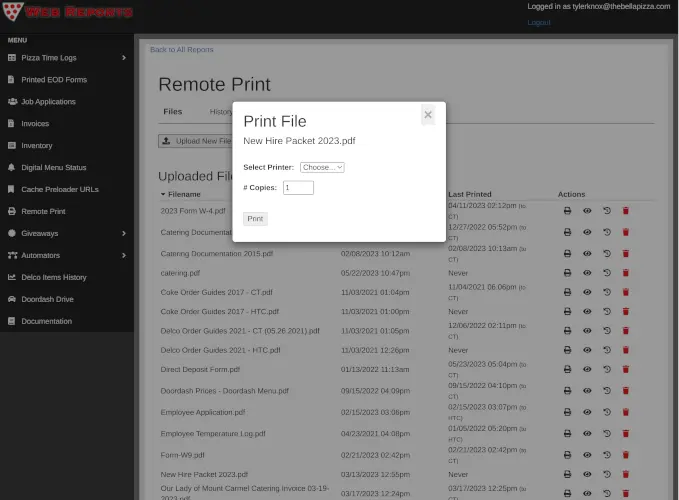 WEB REPORTS
Logged in as tylerknox@thebellapizza.com
Logout
MENU
Pizza Time Logs
Printed EOD Forms
Job Applications
Invoices
Inventory
Digital Menu Status
Cache Preloader URLs
Remote Print
Giveaways
Automators
Delco Items History
Doordash Drive
Documentation
Back to All Reports
Remote Print
Files History
Upload New File
Print File
×
New Hire Packet 2023.pdf
Select Printer: Choose...
# Copies: 1
Print
Uploaded Fil
Filename Last Printed Actions
2023 Form W-4.pdf 04/11/2023 02:12pm (to CT)
Catering Documentat 12/27/2022 05:52pm (to CT)
Catering Documentation 2015.pdf 02/08/2023 10:12am 02/08/2023 10:13am (to CT)
catering.pdf 05/22/2023 10:47pm Never
Coke Order Guides 2017 - CT.pdf 11/03/2021 01:04pm 11/04/2021 06:06pm (to CT)
Coke Order Guides 2017 - HTC.pdf 11/03/2021 01:00pm Never
Delco Order Guides 2021 - CT (05.26.2021).pdf 11/03/2021 01:05pm 12/06/2022 02:11pm (to CT)
Delco Order Guides 2021 - HTC.pdf 11/03/2021 12:26pm Never
Direct Deposit Form.pdf 01/13/2022 11:13am 05/23/2023 05:04pm (to CT)
Doordash Prices - Doordash Menu.pdf 09/15/2022 04:09pm 09/15/2022 04:10pm (to CT)
Employee Application.pdf 02/15/2023 03:06pm 02/15/2023 03:07pm (to HTC)
Employee Temperature Log.pdf 04/23/2021 04:08pm 01/05/2022 05:20pm (to HTC)
Form-W9.pdf 02/21/2023 02:42pm 02/21/2023 02:42pm (to CT)
New Hire Packet 2023.pdf 03/13/2023 12:55pm Never
Our Lady of Mount Carmel Catering Invoice 03-19-2023.pdf 03/17/2023 12:24pm 03/17/2023 12:25pm (to CT)